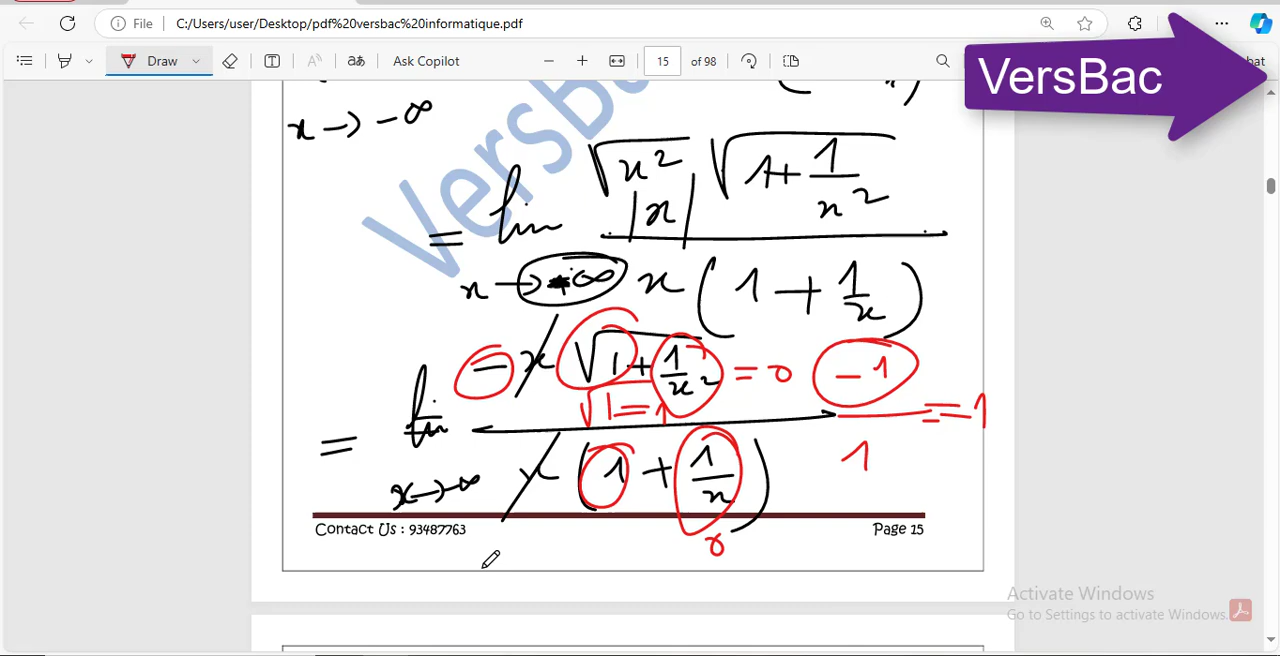 File C:/Users/user/Desktop/pdf%20versbac%20informatique.pdf
Draw Ask Copilot 15 of 98
VersBac
x → -∞
= lim √x² √1 + 1/x²
|x|
x → -∞ x (1 + 1/x)
= lim - x √1 + 1/x² = 0 -1
√1 = 1 = -1
x → -∞ x (1 + 1/x) 1
0
Contact Us : 93487763 Page 15
Activate Windows
Go to Settings to activate Windows.